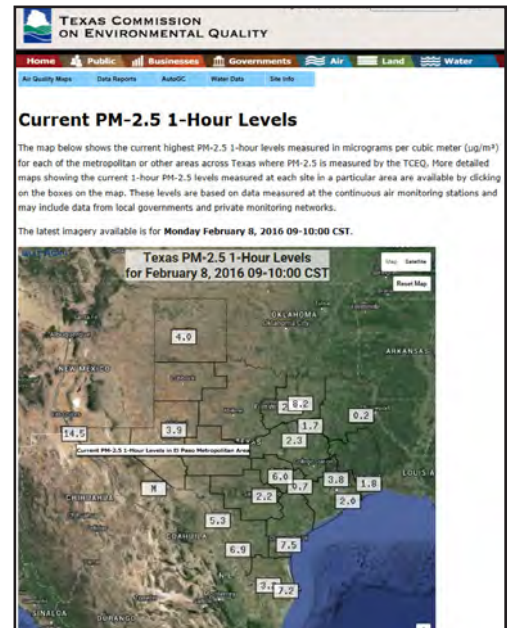 TEXAS COMMISSION
ON ENVIRONMENTAL QUALITY
Home Public Businesses Governments Air Land Water
Air Quality Maps Data Reports AutoGC Water Data Site Info
Current PM-2.5 1-Hour Levels
The map below shows the current highest PM-2.5 1-hour levels measured in micrograms per cubic meter (ug/m³)
for each of the metropolitan or other areas across Texas where PM-2.5 is measured by the TCEQ. More detailed
maps showing the current 1-hour PM-2.5 levels measured at each site in a particular area are available by clicking
on the boxes on the map. These levels are based on data measured at the continuous air monitoring stations and
may include data from local governments and private monitoring networks.
The latest imagery available is for Monday February 8, 2016 09-10:00 CST.
Texas PM-2.5 1-Hour Levels
for February 8, 2016 09-10:00 CST
Map Satellite
Reset Map
OKLAHOMA
Oklahoma City
4.0
ARKANSAS
NEW MEXICO
8.2
0.2
1.7
14.5
3.9
2.3
Current PM-2.5 1-Hour Levels in El Paso Metropolitan Area
6.0
3.8
1.8
M
2.2
0.7
2.0
CHIHUAHUA
5.3
COAHUILA
6.9
7.5
7.2
SINALOA
DURANGO